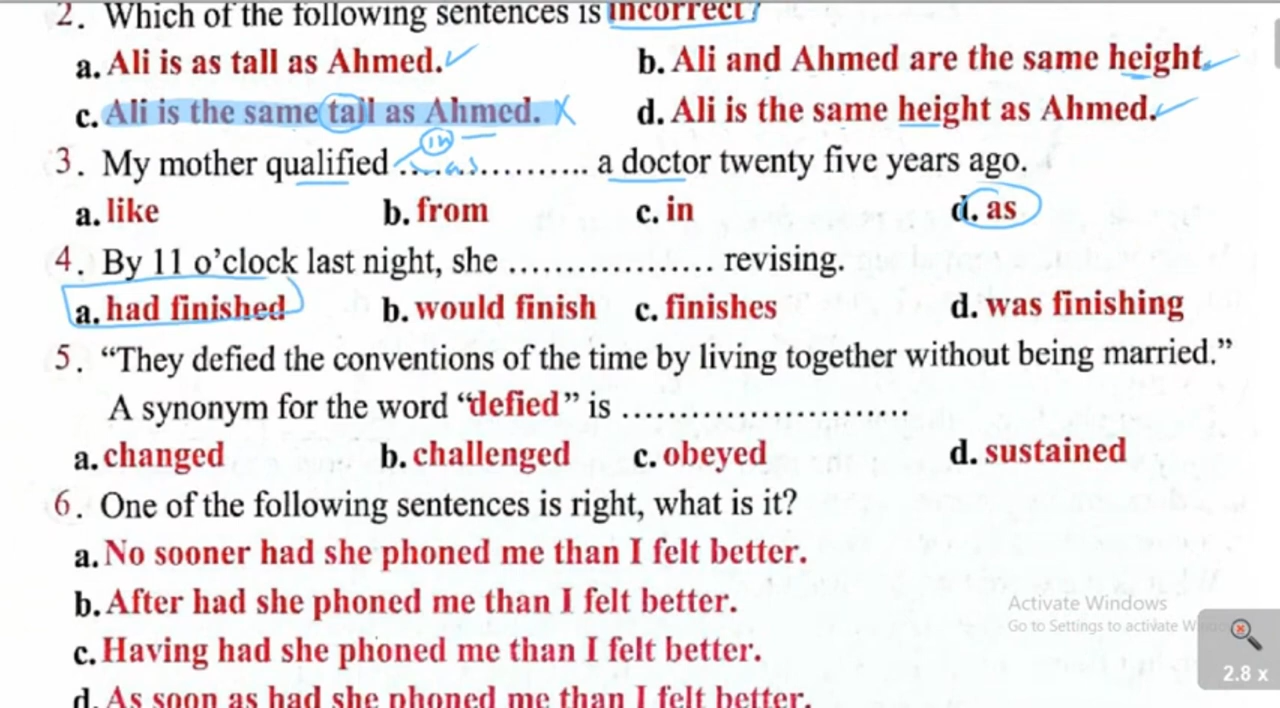 2. Which of the following sentences is incorrect?
a. Ali is as tall as Ahmed. b. Ali and Ahmed are the same height.
c. Ali is the same tall as Ahmed. d. Ali is the same height as Ahmed.
in
3. My mother qualified ....as............ a doctor twenty five years ago.
a. like b. from c. in d. as
4. By 11 o’clock last night, she .................... revising.
a. had finished b. would finish c. finishes d. was finishing
5. “They defied the conventions of the time by living together without being married.”
A synonym for the word “defied” is ............................
a. changed b. challenged c. obeyed d. sustained
6. One of the following sentences is right, what is it?
a. No sooner had she phoned me than I felt better.
b. After had she phoned me than I felt better.
c. Having had she phoned me than I felt better.
d. As soon as had she phoned me than I felt better.
Activate Windows
Go to Settings to activate
2.8 x